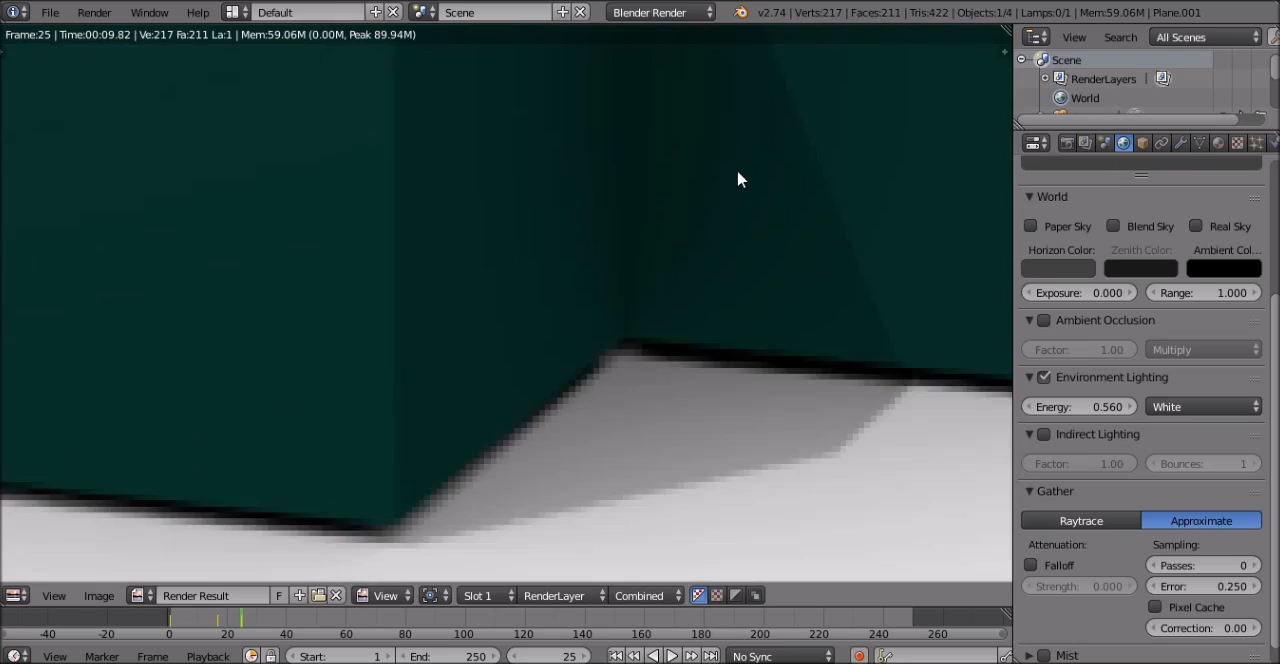 File Render Window Help Default Scene Blender Render v2.74 | Verts:217 | Faces:211 | Tris:422 | Objects:1/4 | Lamps:0/1 | Mem:59.06M | Plane.001
Frame:25 | Time:00:09.82 | Ve:217 Fa:211 La:1 | Mem:59.06M (0.00M, Peak 89.94M)
View Search All Scenes
Scene
RenderLayers
World
World
Paper Sky Blend Sky Real Sky
Horizon Color: Zenith Color: Ambient Col...
Exposure: 0.000 Range: 1.000
Ambient Occlusion
Factor: 1.00 Multiply
Environment Lighting
Energy: 0.560 White
Indirect Lighting
Factor: 1.00 Bounces: 1
Gather
Raytrace Approximate
Attenuation: Sampling:
Falloff Passes: 0
Strength: 0.000 Error: 0.250
Pixel Cache
Correction: 0.00
Mist
View Image Render Result F View Slot 1 RenderLayer Combined
-40 -20 0 20 40 60 80 100 120 140 160 180 200 220 240 260
View Marker Frame Playback Start: 1 End: 250 25 No Sync